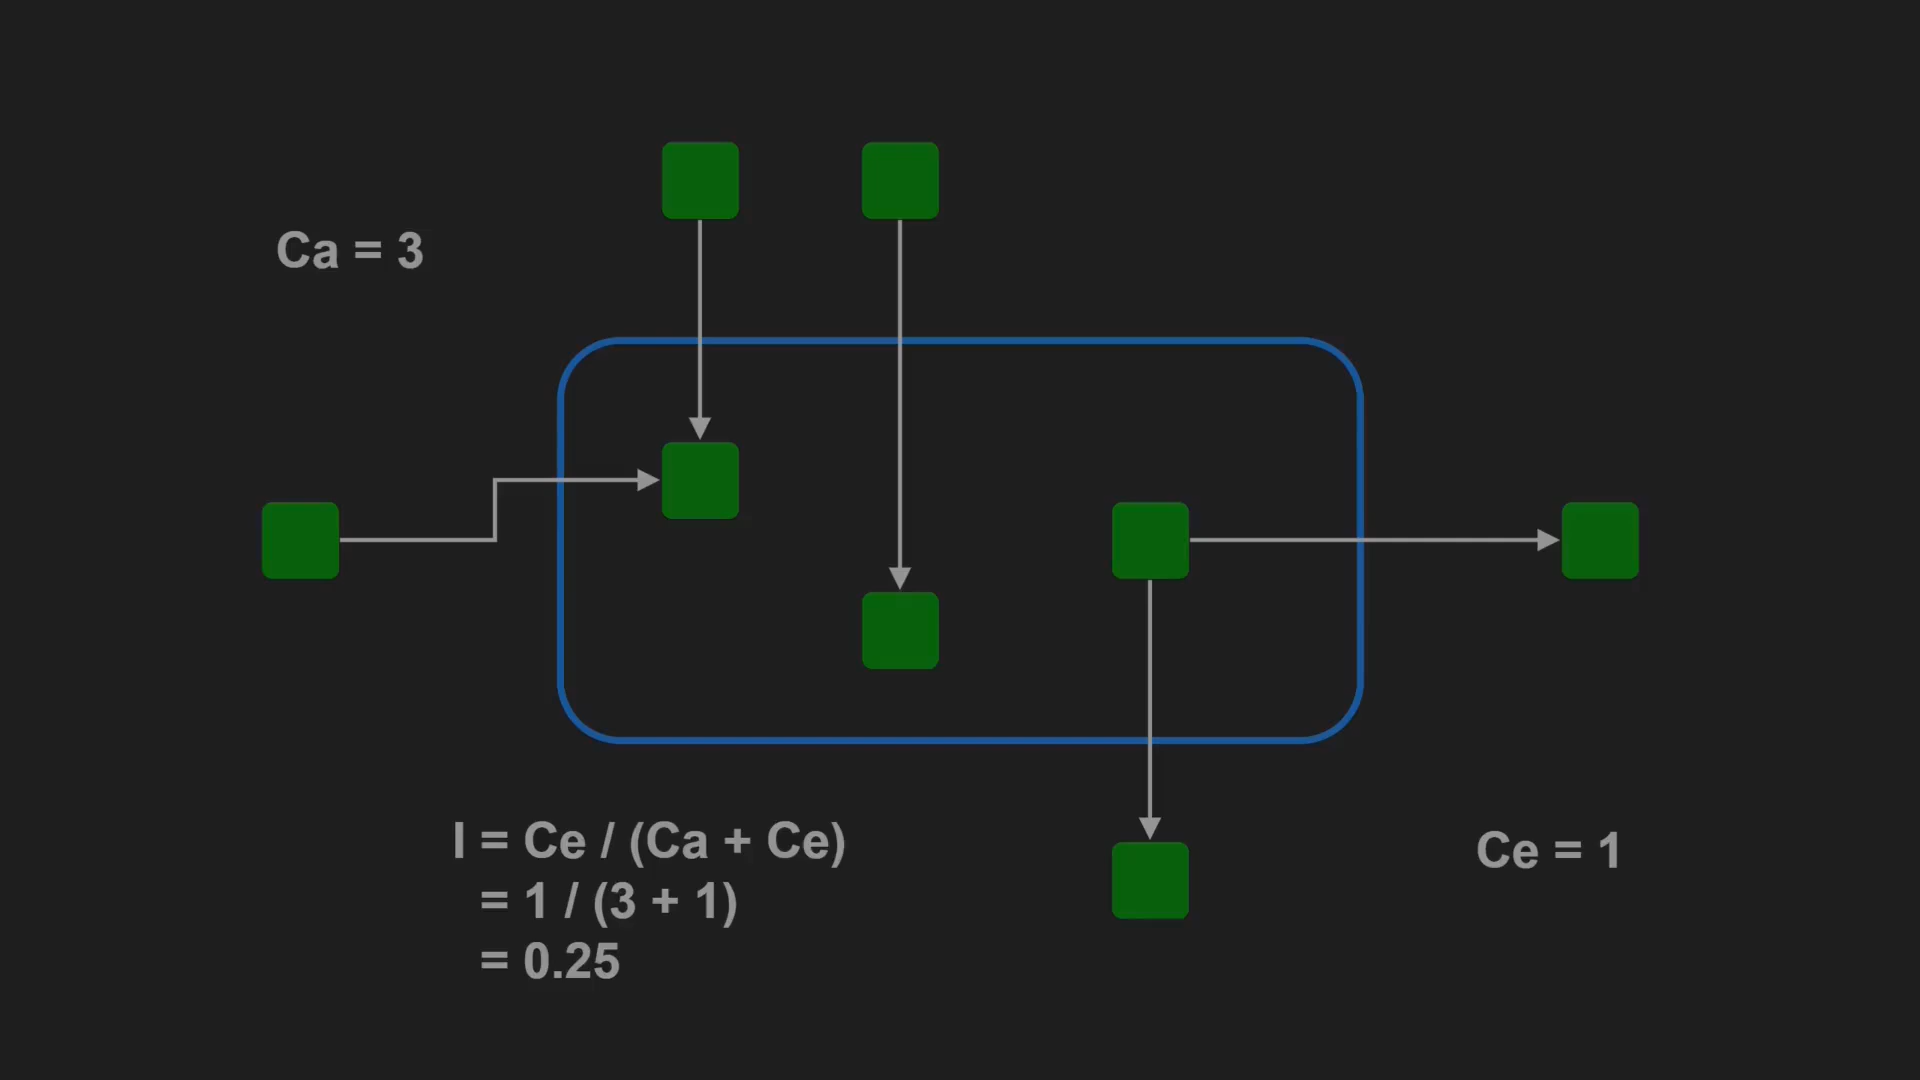 Ca = 3
I = Ce / (Ca + Ce)
= 1 / (3 + 1)
= 0.25
Ce = 1